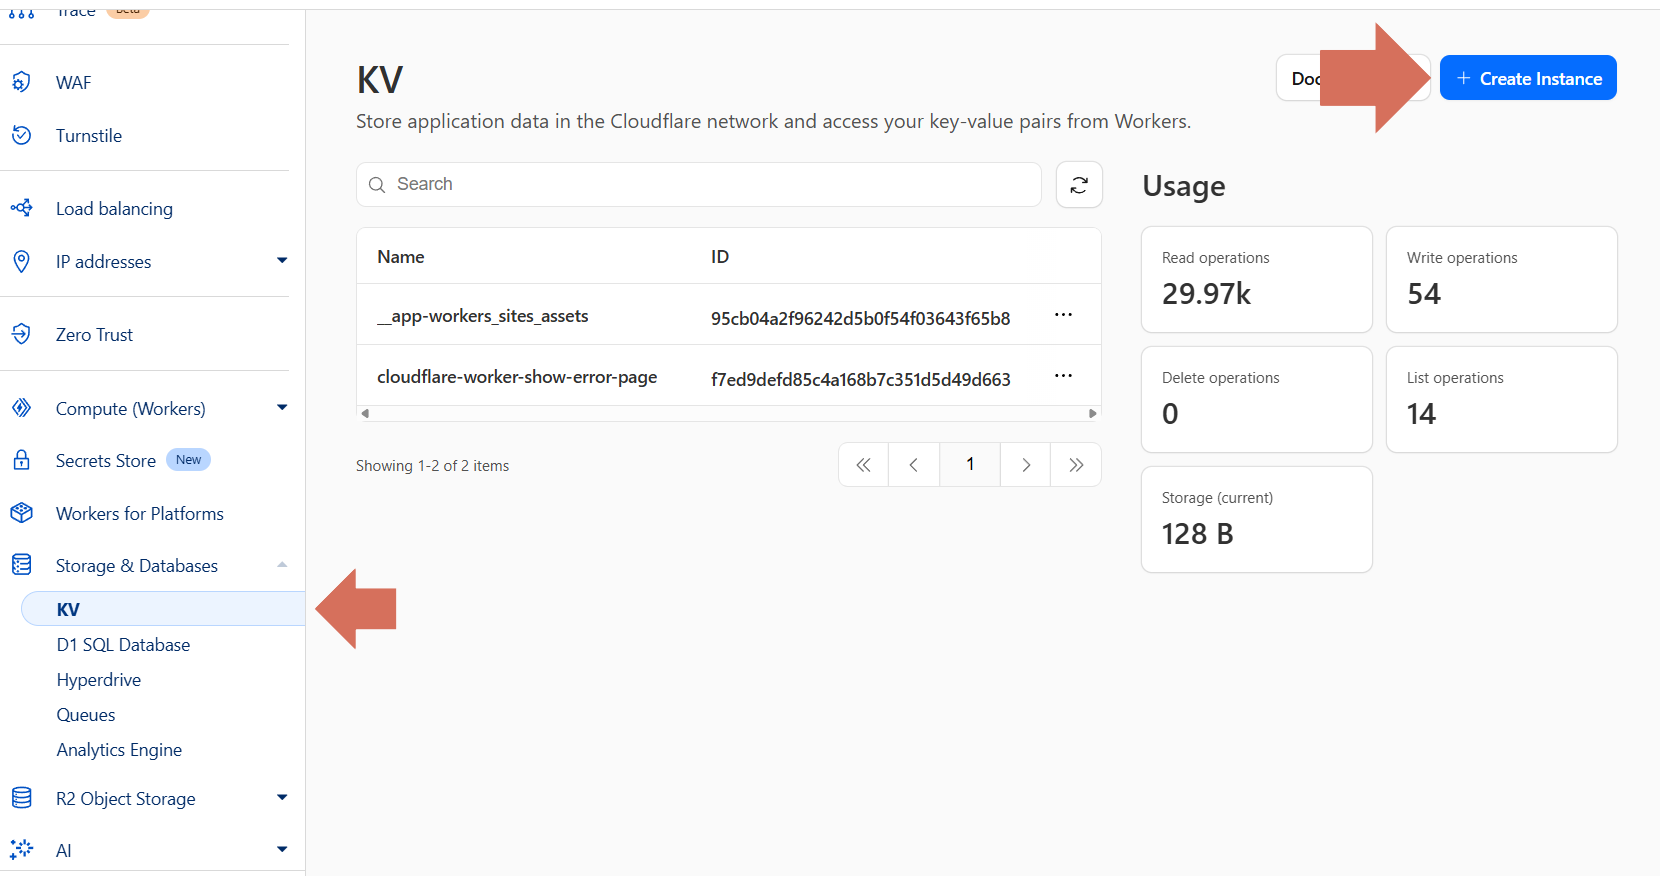 Trace Beta
WAF
Turnstile
Load balancing
IP addresses
Zero Trust
Compute (Workers)
Secrets Store New
Workers for Platforms
Storage & Databases
KV
D1 SQL Database
Hyperdrive
Queues
Analytics Engine
R2 Object Storage
AI
KV
Store application data in the Cloudflare network and access your key-value pairs from Workers.
+ Create Instance
Search
Name ID
__app-workers_sites_assets 95cb04a2f96242d5b0f54f03643f65b8 ...
cloudflare-worker-show-error-page f7ed9defd85c4a168b7c351d5d49d663 ...
Showing 1-2 of 2 items
1
Usage
Read operations
29.97k
Write operations
54
Delete operations
0
List operations
14
Storage (current)
128 B